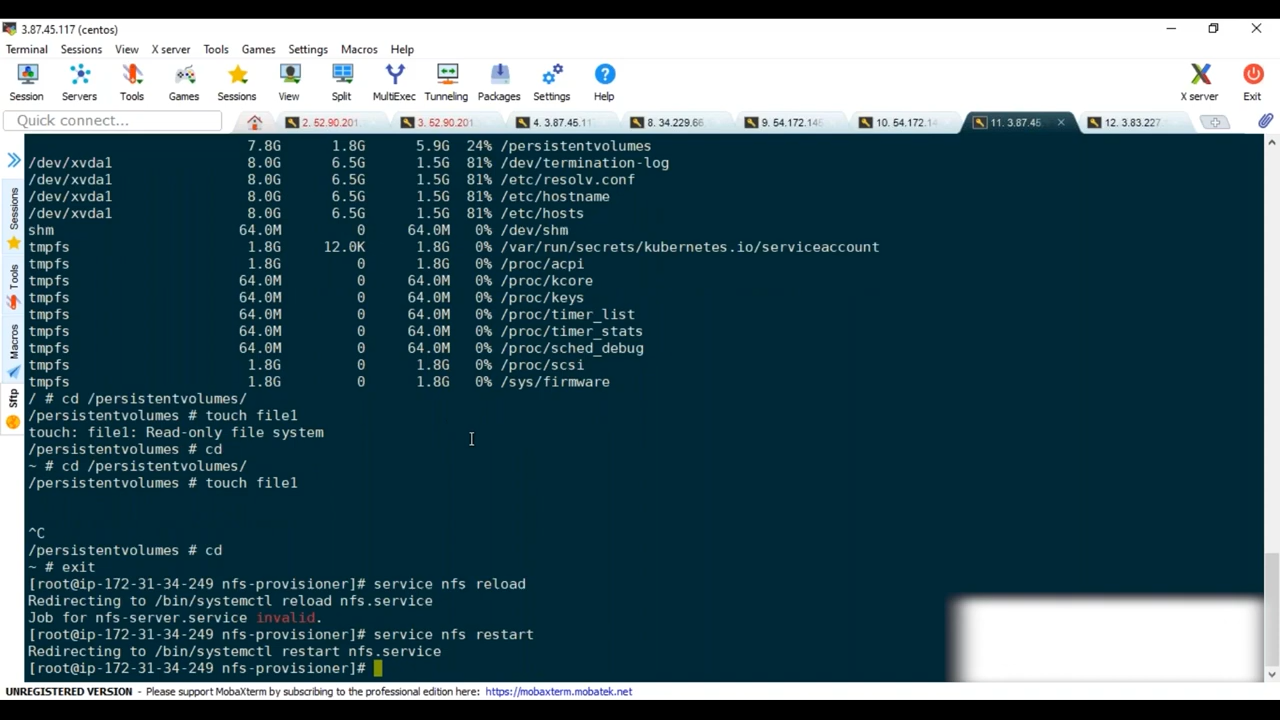 3.87.45.117 (centos)
Terminal Sessions View X server Tools Games Settings Macros Help
Session Servers Tools Games Sessions View Split MultiExec Tunneling Packages Settings Help X server Exit
Quick connect... 2. 52.90.201. 3. 52.90.201 4. 3.87.45.11 8. 34.229.66 9. 54.172.145 10. 54.172.14 11. 3.87.45 12. 3.83.227
Sessions
Tools
Macros
Sftp
7.8G 1.8G 5.9G 24% /persistentvolumes
/dev/xvda1 8.0G 6.5G 1.5G 81% /dev/termination-log
/dev/xvda1 8.0G 6.5G 1.5G 81% /etc/resolv.conf
/dev/xvda1 8.0G 6.5G 1.5G 81% /etc/hostname
/dev/xvda1 8.0G 6.5G 1.5G 81% /etc/hosts
shm 64.0M 0 64.0M 0% /dev/shm
tmpfs 1.8G 12.0K 1.8G 0% /var/run/secrets/kubernetes.io/serviceaccount
tmpfs 1.8G 0 1.8G 0% /proc/acpi
tmpfs 64.0M 0 64.0M 0% /proc/kcore
tmpfs 64.0M 0 64.0M 0% /proc/keys
tmpfs 64.0M 0 64.0M 0% /proc/timer_list
tmpfs 64.0M 0 64.0M 0% /proc/timer_stats
tmpfs 64.0M 0 64.0M 0% /proc/sched_debug
tmpfs 1.8G 0 1.8G 0% /proc/scsi
tmpfs 1.8G 0 1.8G 0% /sys/firmware
/ # cd /persistentvolumes/
/persistentvolumes # touch file1
touch: file1: Read-only file system
/persistentvolumes # cd
~ # cd /persistentvolumes/
/persistentvolumes # touch file1
^C
/persistentvolumes # cd
~ # exit
[root@ip-172-31-34-249 nfs-provisioner]# service nfs reload
Redirecting to /bin/systemctl reload nfs.service
Job for nfs-server.service invalid.
[root@ip-172-31-34-249 nfs-provisioner]# service nfs restart
Redirecting to /bin/systemctl restart nfs.service
[root@ip-172-31-34-249 nfs-provisioner]#
UNREGISTERED VERSION - Please support MobaXterm by subscribing to the professional edition here: https://mobaxterm.mobatek.net